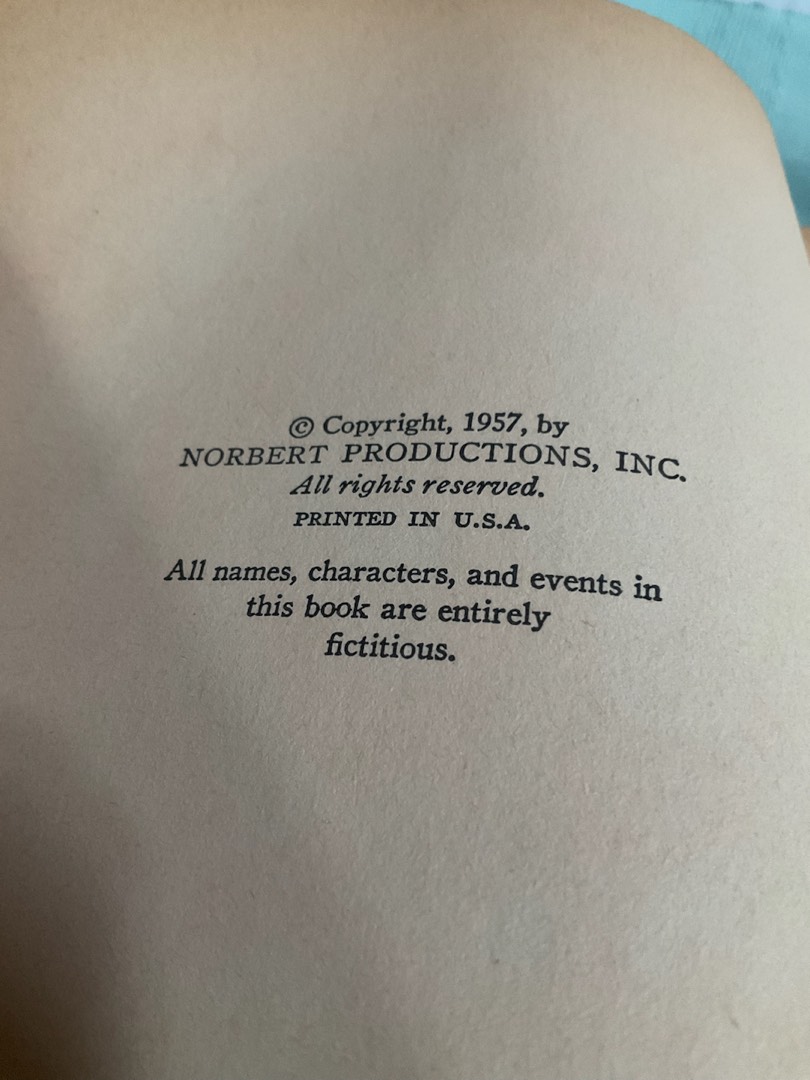 © Copyright, 1957, by
NORBERT PRODUCTIONS, INC.
All rights reserved.
PRINTED IN U.S.A.
All names, characters, and events in
this book are entirely
fictitious.